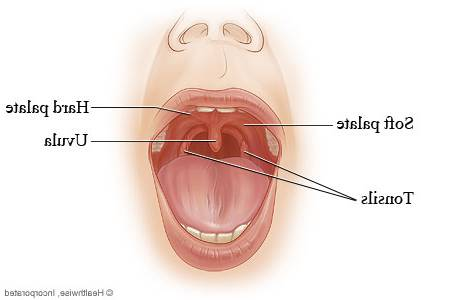 Hard palate
Soft palate
Uvula
Tonsils
© Healthwise, Incorporated